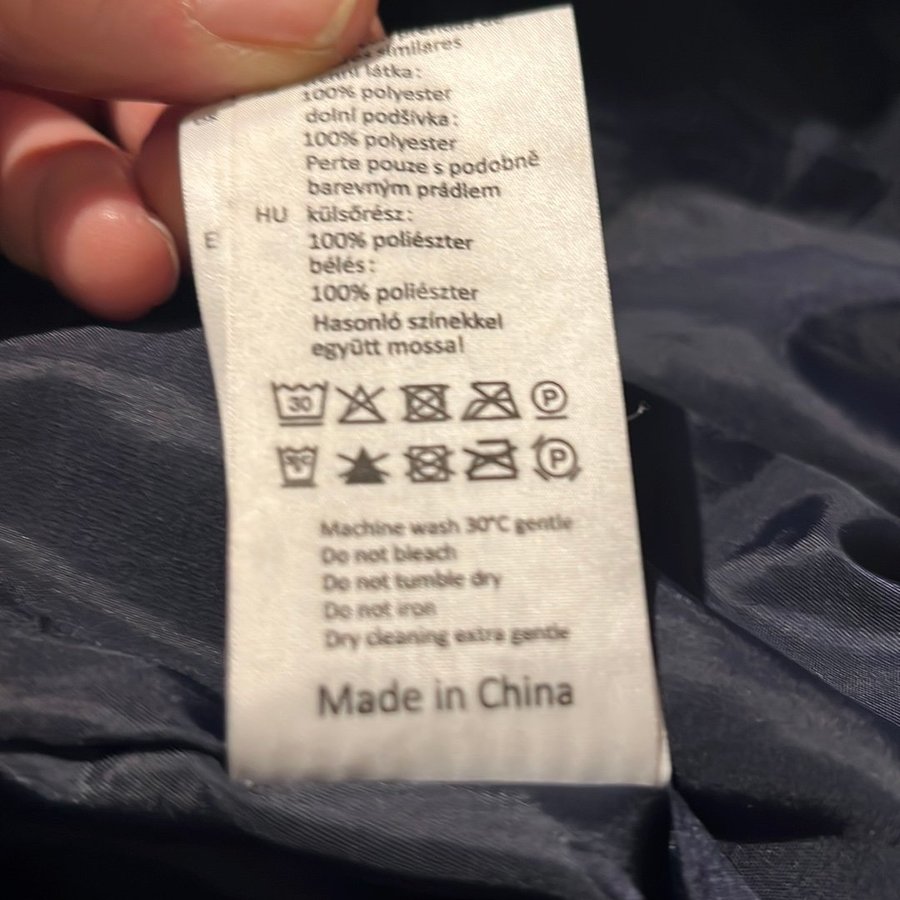 similares
látka:
100% polyester
dolní podšívka:
100% polyester
Perte pouze s podobně
barevným prádlem
HU külsőrész:
E
100% poliészter
bélés:
100% poliészter
Hasonló színekkel
együtt mossal
30
P
P
Machine wash 30°C gentle
Do not bleach
Do not tumble dry
Do not iron
Dry cleaning extra gentle
Made in China